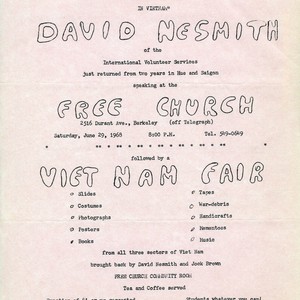 IN VIETNAM"
DAVID NESMITH
of the
International Volunteer Services
just returned from two years in Hue and Saigon
speaking at the
FREE CHURCH
2516 Durant Ave., Berkeley (off Telegraph)
Saturday, June 29, 1968 8:00 P.M. Tel. 549-0649
followed by a
VIET NAM FAIR
Slides Tapes
Costumes War-debris
Photographs Handicrafts
Posters Mementoes
Books Music
from all three sectors of Viet Nam
brought back by David Nesmith and Jock Brown
FREE CHURCH COMMUNITY ROOM
Tea and Coffee served